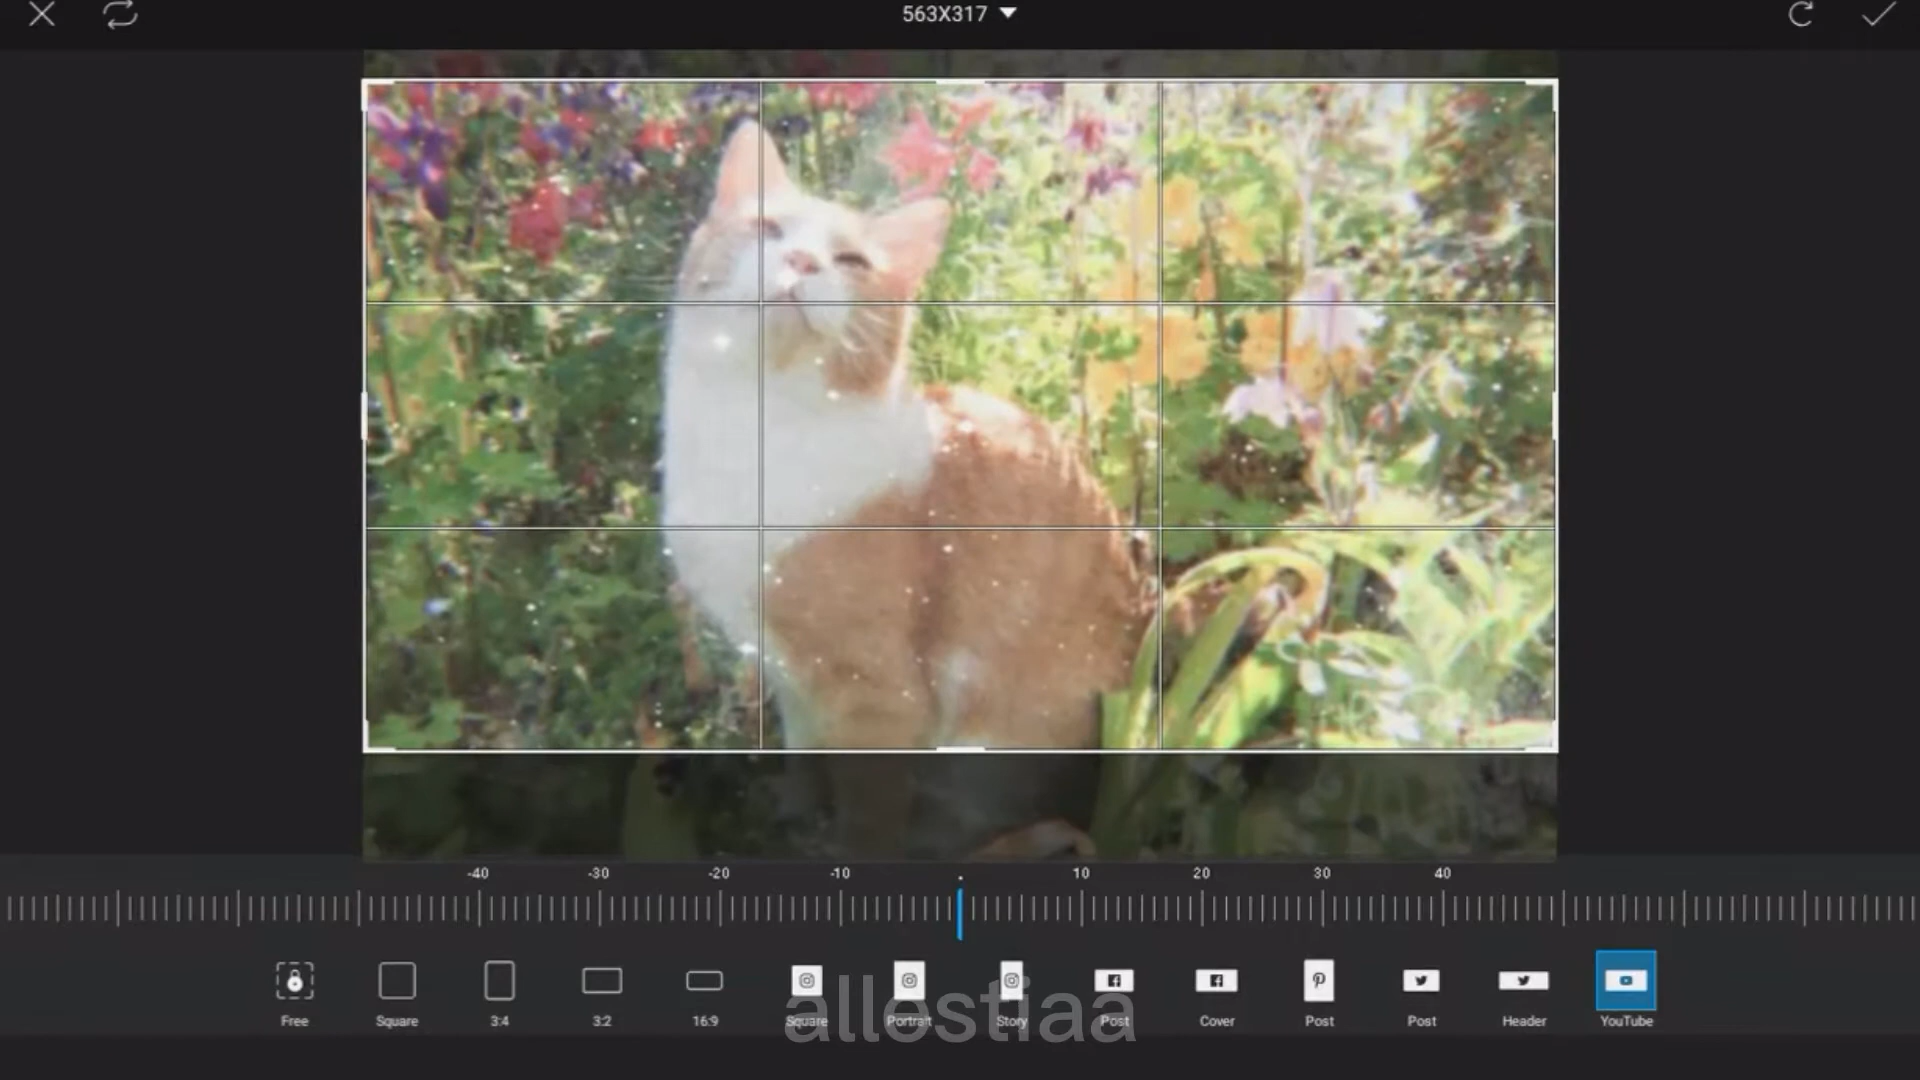 563X317
-40 -30 -20 -10 10 20 30 40
Free Square 3:4 3:2 16:9 Square Portrait Story Post Cover Post Post Header YouTube
allestiaa